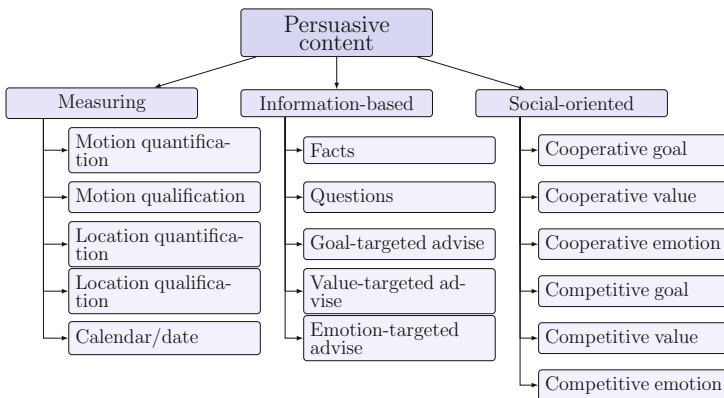 Persuasive
content
Measuring
Motion quantifica-
tion
Motion qualification
Location quantifica-
tion
Location qualifica-
tion
Calendar/date
Information-based
Facts
Questions
Goal-targeted advise
Value-targeted ad-
vise
Emotion-targeted
advise
Social-oriented
Cooperative goal
Cooperative value
Cooperative emotion
Competitive goal
Competitive value
Competitive emotion